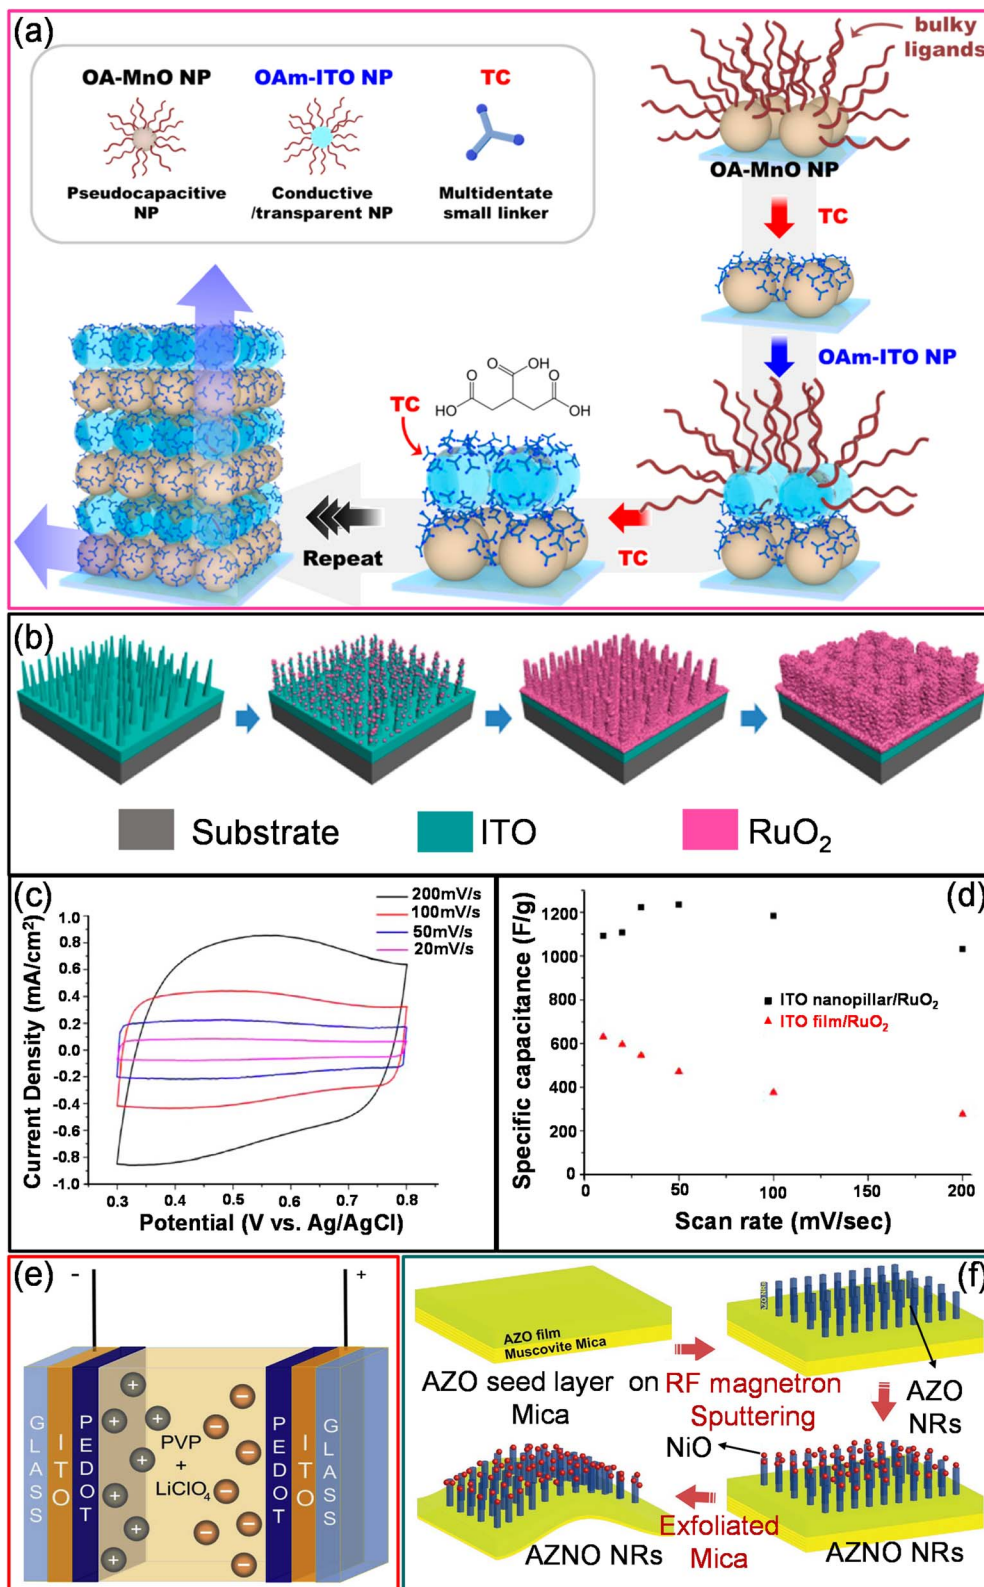 (a)
OA-MnO NP
OAm-ITO NP
TC
Pseudocapacitive
NP
Conductive
/transparent NP
Multidentate
small linker
bulky
ligands
OA-MnO NP
TC
OAm-ITO NP
O
OH
O
O
HO
OH
TC
TC
Repeat
(b)
Substrate
ITO
RuO2
(c)
200mV/s
100mV/s
50mV/s
20mV/s
Current Density (mA/cm²)
1.0
0.8
0.6
0.4
0.2
0.0
-0.2
-0.4
-0.6
-0.8
-1.0
0.3
0.4
0.5
0.6
0.7
0.8
Potential (V vs. Ag/AgCl)
(d)
Specific capacitance (F/g)
1200
1000
800
600
400
200
0
ITO nanopillar/RuO2
ITO film/RuO2
0
50
100
150
200
Scan rate (mV/sec)
(e)
-
+
GLASS
ITO
PEDOT
PVP
+
LiClO4
PEDOT
ITO
GLASS
(f)
AZO film
Muscovite Mica
AZO seed layer on
Mica
RF magnetron
Sputtering
AZO
NRs
NiO
Exfoliated
Mica
AZNO NRs
AZNO NRs